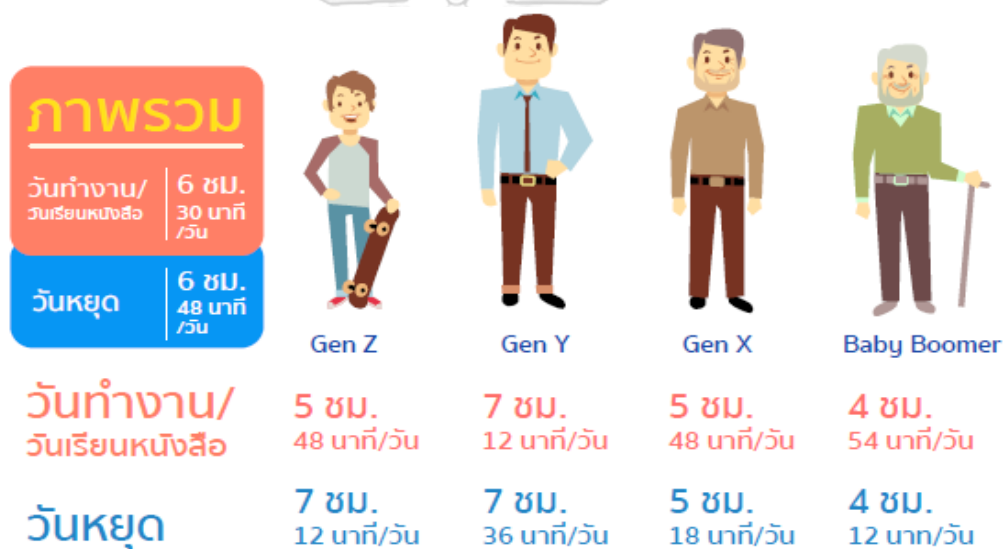 ภาพรวม
วันทำงาน/
วันเรียนหนังสือ
6 ชม.
30 นาที
/วัน
วันหยุด
6 ชม.
48 นาที
/วัน
Gen Z
Gen Y
Gen X
Baby Boomer
วันทำงาน/
วันเรียนหนังสือ
5 ชม.
48 นาที/วัน
7 ชม.
12 นาที/วัน
5 ชม.
48 นาที/วัน
4 ชม.
54 นาที/วัน
วันหยุด
7 ชม.
12 นาที/วัน
7 ชม.
36 นาที/วัน
5 ชม.
18 นาที/วัน
4 ชม.
12 นาท/วัน